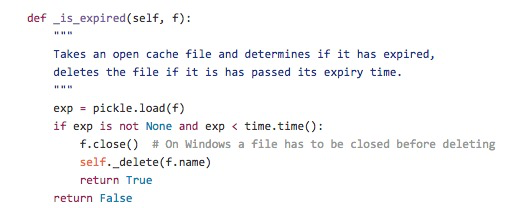 def _is_expired(self, f):
"""
Takes an open cache file and determines if it has expired,
deletes the file if it is has passed its expiry time.
"""
exp = pickle.load(f)
if exp is not None and exp < time.time():
f.close()  # On Windows a file has to be closed before deleting
self._delete(f.name)
return True
return False